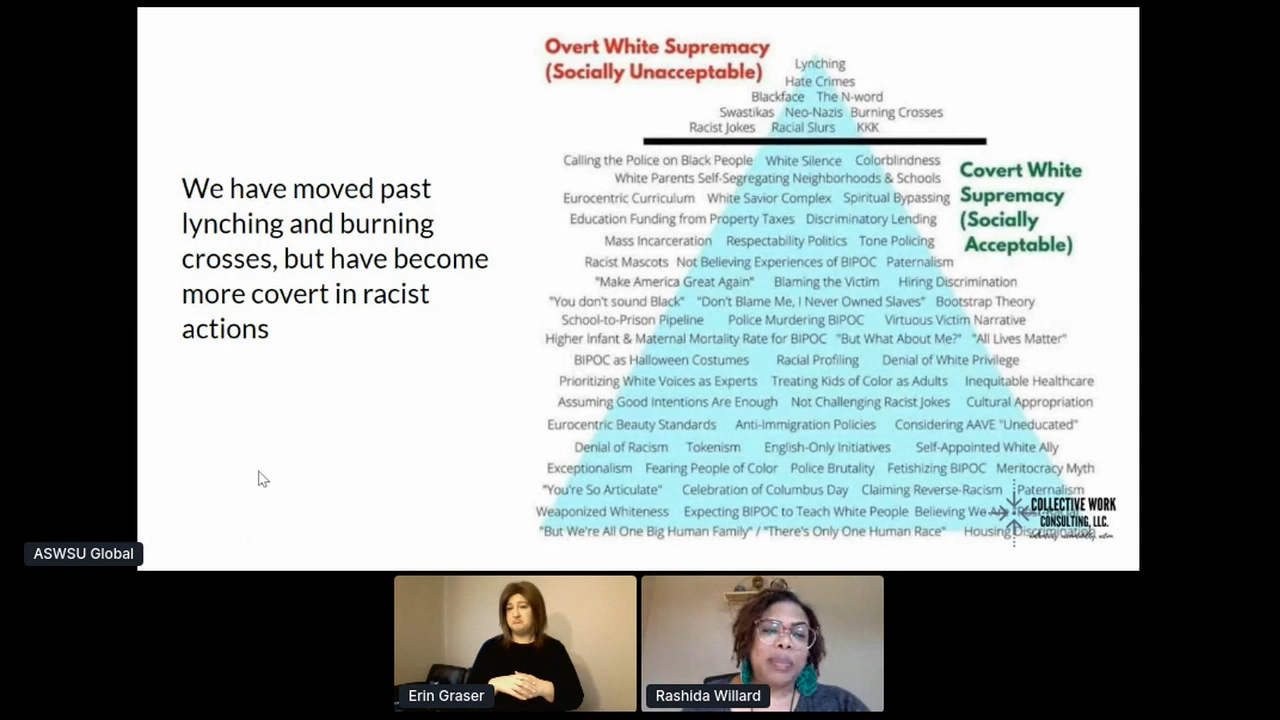 Overt White Supremacy
(Socially Unacceptable)
Lynching
Hate Crimes
Blackface The N-word
Swastikas Neo-Nazis Burning Crosses
Racist Jokes Racial Slurs KKK
We have moved past
lynching and burning
crosses, but have become
more covert in racist
actions
Calling the Police on Black People White Silence Colorblindness
White Parents Self-Segregating Neighborhoods & Schools
Eurocentric Curriculum White Savior Complex Spiritual Bypassing
Education Funding from Property Taxes Discriminatory Lending
Mass Incarceration Respectability Politics Tone Policing
Racist Mascots Not Believing Experiences of BIPOC Paternalism
"Make America Great Again" Blaming the Victim Hiring Discrimination
"You don't sound Black" "Don't Blame Me, I Never Owned Slaves" Bootstrap Theory
School-to-Prison Pipeline Police Murdering BIPOC Virtuous Victim Narrative
Higher Infant & Maternal Mortality Rate for BIPOC "But What About Me?" "All Lives Matter"
BIPOC as Halloween Costumes Racial Profiling Denial of White Privilege
Prioritizing White Voices as Experts Treating Kids of Color as Adults Inequitable Healthcare
Assuming Good Intentions Are Enough Not Challenging Racist Jokes Cultural Appropriation
Eurocentric Beauty Standards Anti-Immigration Policies Considering AAVE "Uneducated"
Denial of Racism Tokenism English-Only Initiatives Self-Appointed White Ally
Exceptionalism Fearing People of Color Police Brutality Fetishizing BIPOC Meritocracy Myth
"You're So Articulate" Celebration of Columbus Day Claiming Reverse-Racism Paternalism
Weaponized Whiteness Expecting BIPOC to Teach White People Believing We
"But We're All One Big Human Family" / "There's Only One Human Race" Housing Discrimination
Covert White
Supremacy
(Socially
Acceptable)
COLLECTIVE WORK
CONSULTING, LLC.
ASWSU Global
Erin Graser
Rashida Willard